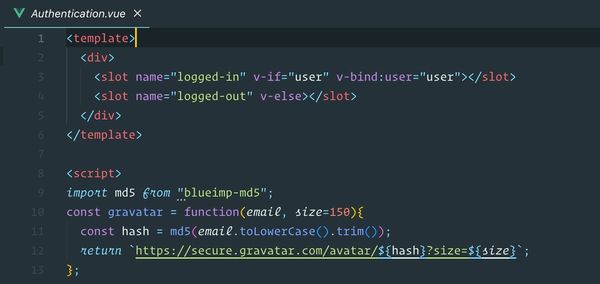 Authentication.vue ×
1 <template>
2 <div>
3 <slot name="logged-in" v-if="user" v-bind:user="user"></slot>
4 <slot name="logged-out" v-else></slot>
5 </div>
6 </template>
7
8 <script>
9 import md5 from "blueimp-md5";
10 const gravatar = function(email, size=150){
11 const hash = md5(email.toLowerCase().trim());
12 return `https://secure.gravatar.com/avatar/${hash}?size=${size}`;
13 };